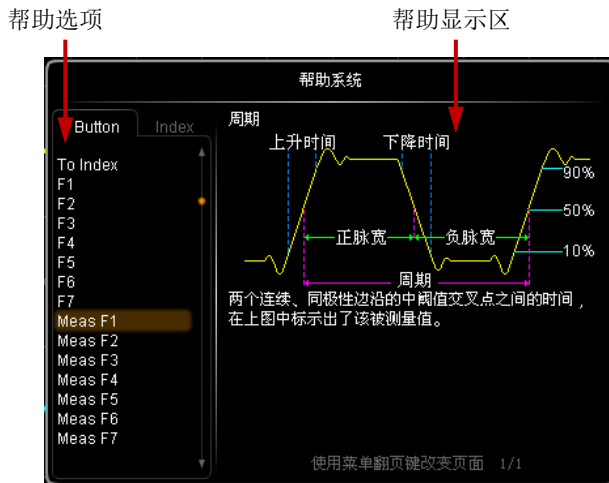 帮助选项
帮助显示区
帮助系统
Button
Index
To Index
F1
F2
F3
F4
F5
F6
F7
Meas F1
Meas F2
Meas F3
Meas F4
Meas F5
Meas F6
Meas F7
周期
上升时间
下降时间
90%
50%
正脉宽
负脉宽
10%
周期
两个连续、同极性边沿的中阈值交叉点之间的时间，
在上图中标示出了该被测量值。
使用菜单翻页键改变页面 1/1